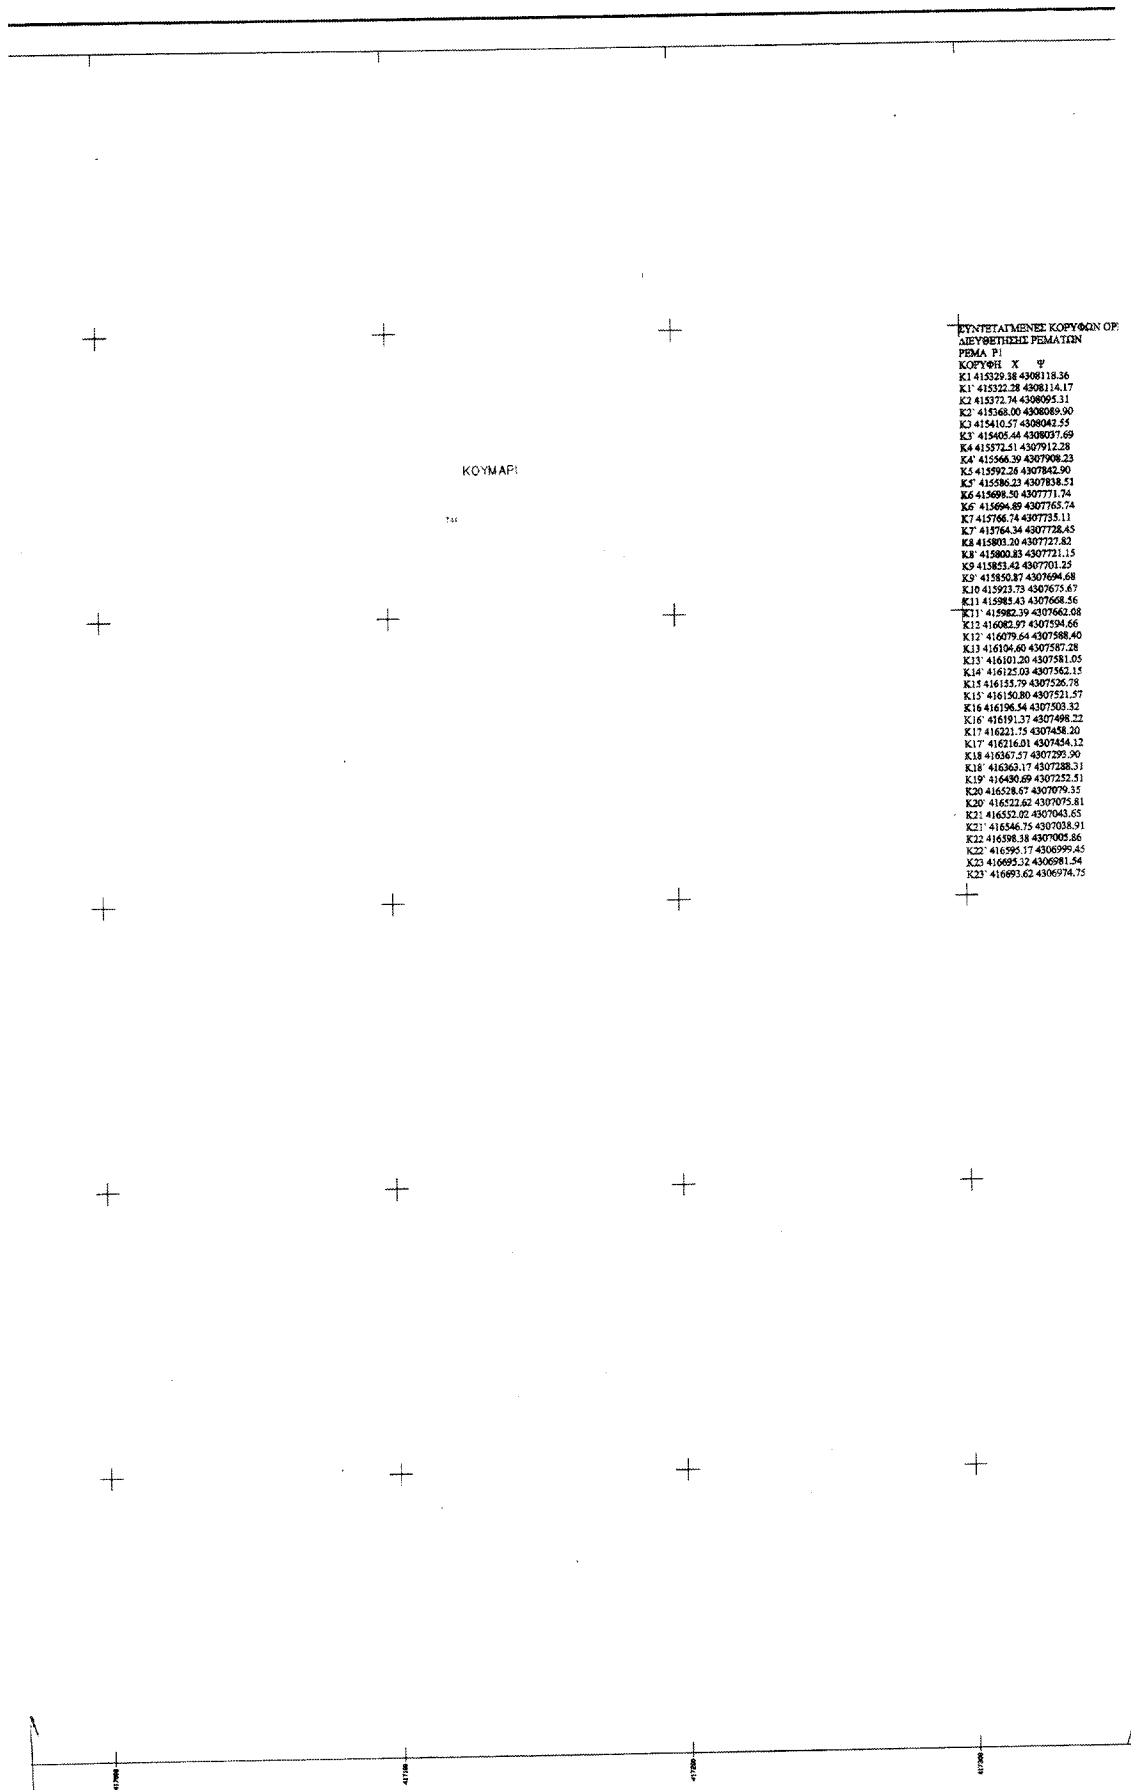 ΣΥΝΤΕΤΑΓΜΕΝΕΣ ΚΟΡΥΦΩΝ ΟΡ
ΔΙΕΥΘΕΤΗΣΗΣ ΡΕΜΑΤΩΝ
ΡΕΜΑ Ρ1
ΚΟΡΥΦΗ Χ Ψ
Κ1 415329.38 4308118.36
Κ1' 415322.28 4308114.17
Κ2 415372.74 4308095.31
Κ2' 415368.00 4308089.90
Κ3 415410.57 4308042.55
Κ3' 415405.44 4308037.69
Κ4 415572.51 4307912.28
Κ4' 415566.39 4307908.23
Κ5 415592.26 4307842.90
Κ5' 415586.23 4307838.51
Κ6 415698.50 4307771.74
Κ6' 415694.89 4307765.74
Κ7 415766.74 4307735.11
Κ7' 415764.34 4307728.45
Κ8 415803.20 4307727.82
Κ8' 415800.83 4307721.15
Κ9 415853.42 4307701.25
Κ9' 415850.87 4307694.68
Κ10 415923.73 4307675.67
Κ11 415985.43 4307668.56
Κ11' 415982.39 4307662.08
Κ12 416082.97 4307594.66
Κ12' 416079.64 4307588.40
Κ13 416104.60 4307587.28
Κ13' 416101.20 4307581.05
Κ14' 416125.03 4307562.15
Κ15 416155.79 4307526.78
Κ15' 416150.80 4307521.57
Κ16 416196.54 4307503.32
Κ16' 416191.37 4307498.22
Κ17 416221.75 4307458.20
Κ17' 416216.01 4307454.12
Κ18 416367.57 4307293.90
Κ18' 416363.17 4307288.31
Κ19' 416430.69 4307252.51
Κ20 416528.67 4307079.35
Κ20' 416522.62 4307075.81
Κ21 416552.02 4307043.65
Κ21' 416546.75 4307038.91
Κ22 416598.38 4307005.86
Κ22' 416595.17 4306999.45
Κ23 416695.32 4306981.54
Κ23' 416693.62 4306974.75
ΚΟΥΜΑΡΙ
417000
417100
417200
417300